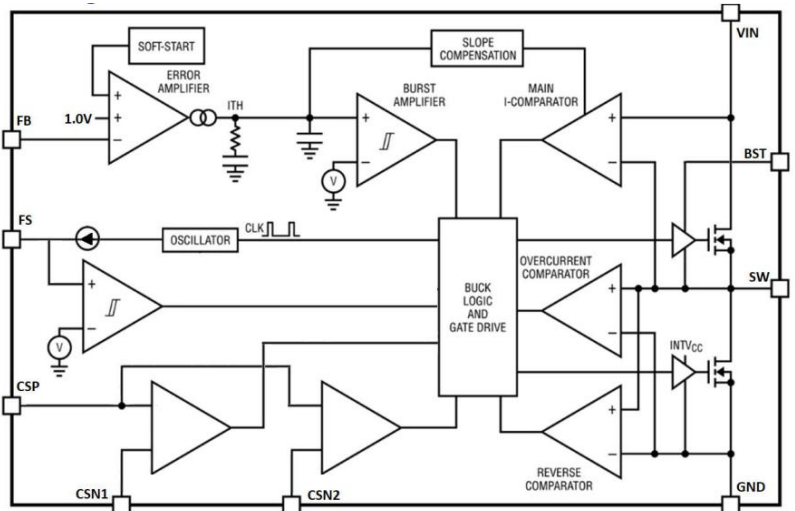 VIN
SOFT-START
SLOPE
COMPENSATION
ERROR
AMPLIFIER
BURST
AMPLIFIER
MAIN
I-COMPARATOR
+
ITH
FB
1.0V
+
−
+
−
+
−
V
BST
FS
OSCILLATOR
CLK
OVERCURRENT
COMPARATOR
+
−
V
BUCK
LOGIC
AND
GATE DRIVE
+
−
SW
INTVCC
CSP
+
−
REVERSE
COMPARATOR
CSN1
CSN2
GND